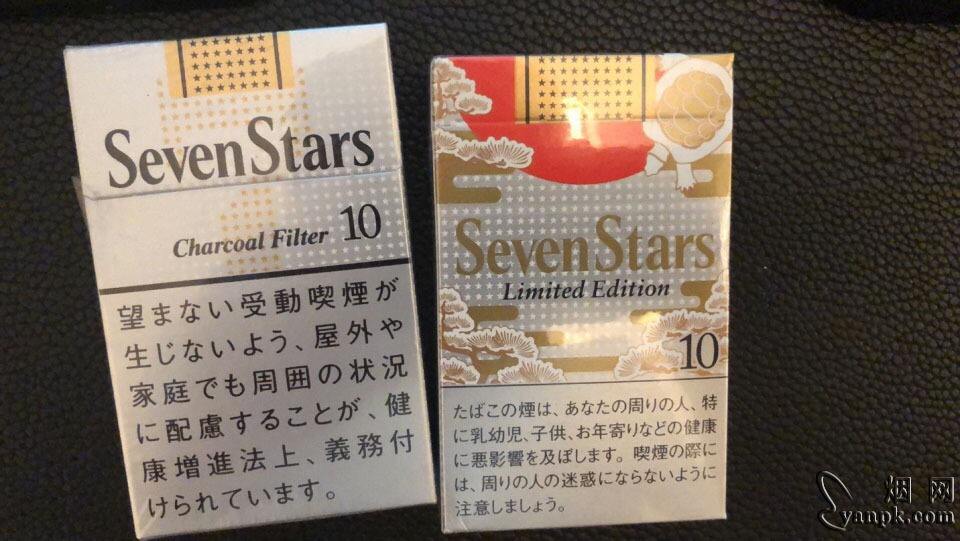 Seven Stars
Charcoal Filter 10
望まない受動喫煙が
生じないよう、屋外や
家庭でも周囲の状況
に配慮することが、健
康増進法上、義務付
けられています。
Seven Stars
Limited Edition
10
たばこの煙は、あなたの周りの人、特
に乳幼児、子供、お年寄りなどの健康
に悪影響を及ぼします。喫煙の際に
は、周りの人の迷惑にならないように
注意しましょう。
烟网
yanpk.com